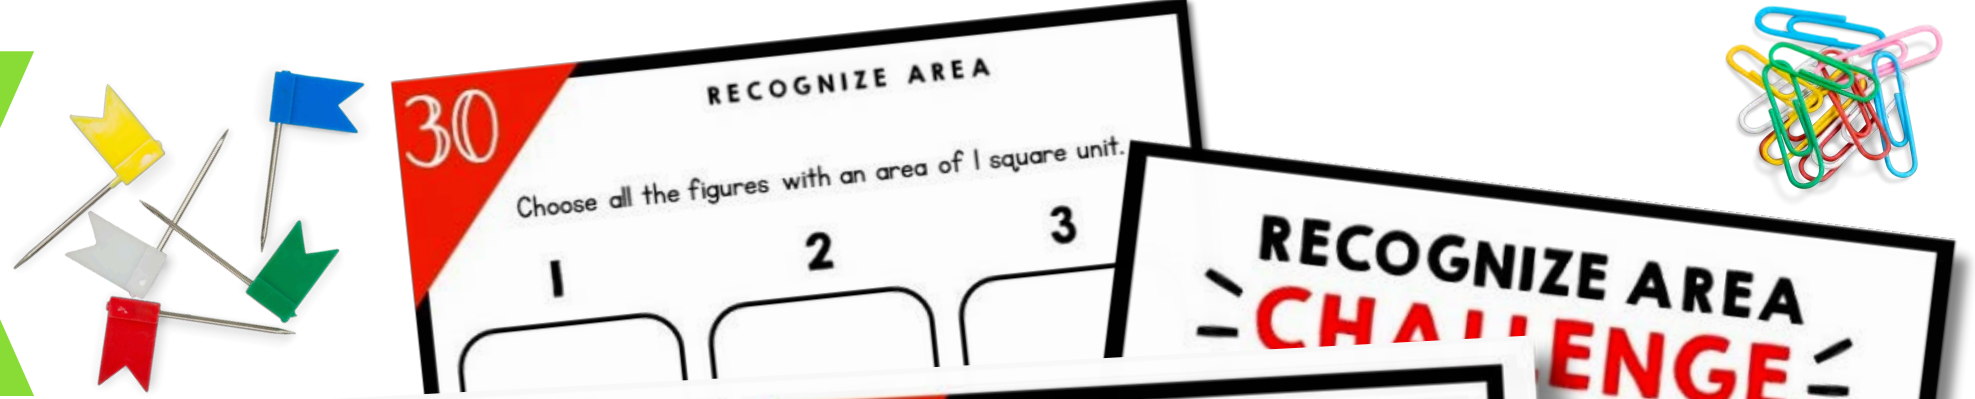 30
RECOGNIZE AREA
Choose all the figures with an area of 1 square unit.
1
2
3
RECOGNIZE AREA
CHALLENGE